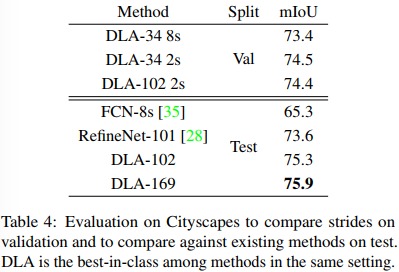 Method Split mIoU
DLA-34 8s 73.4
DLA-34 2s Val 74.5
DLA-102 2s 74.4
FCN-8s [35] 65.3
RefineNet-101 [28] 73.6
Test
DLA-102 75.3
DLA-169 75.9
Table 4: Evaluation on Cityscapes to compare strides on
validation and to compare against existing methods on test.
DLA is the best-in-class among methods in the same setting.